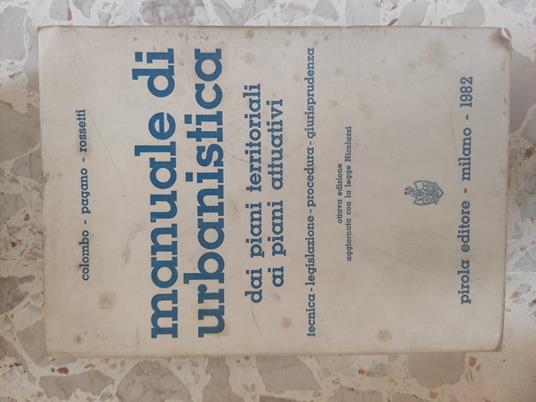 colombo - pagano - rossetti
manuale di
urbanistica
dai piani territoriali
ai piani attuativi
tecnica - legislazione - procedura - giurisprudenza
ottava edizione
aggiornata con la legge Nicolazzi
pirola editore - milano - 1982